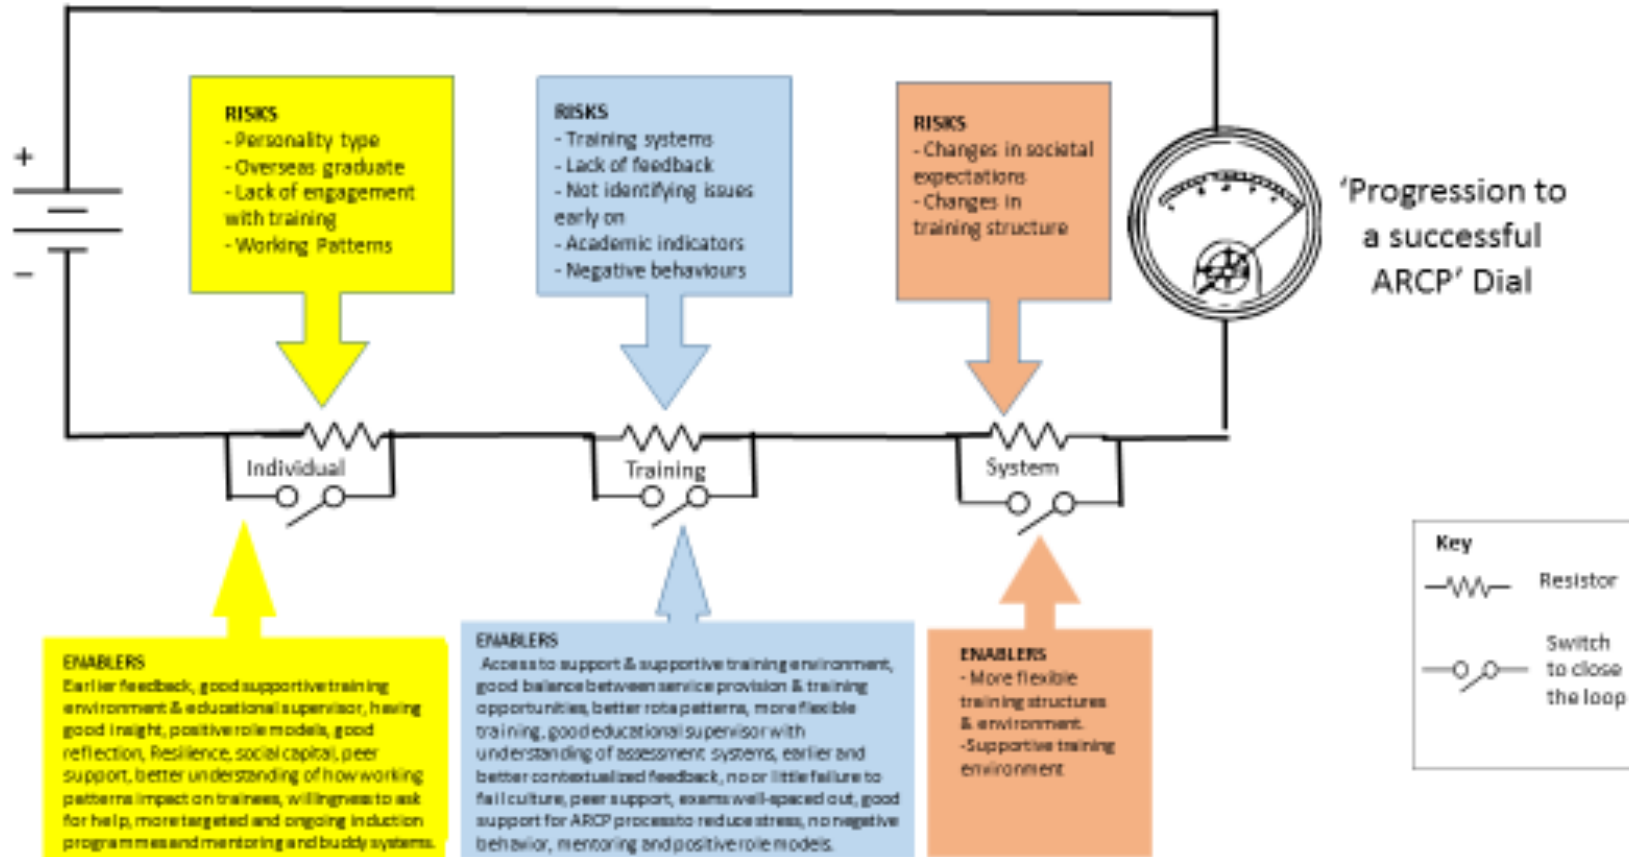 RISKS
- Personality type
- Overseas graduate
- Lack of engagement
with training
- Working Patterns
RISKS
- Training systems
- Lack of feedback
- Not identifying issues
early on
- Academic indicators
- Negative behaviours
RISKS
- Changes in societal
expectations
- Changes in
training structure
+
−
'Progression to
a successful
ARCP' Dial
Individual
Training
System
ENABLERS
Earlier feedback, good supportive training
environment & educational supervisor, having
good insight, positive role models, good
reflection, Resilience, social capital, peer
support, better understanding of how working
patterns impact on trainees, willingness to ask
for help, more targeted and ongoing induction
programmes and mentoring and buddy systems.
ENABLERS
Access to support & supportive training environment,
good balance between service provision & training
opportunities, better rota patterns, more flexible
training, good educational supervisor with
understanding of assessment systems, earlier and
better contextualized feedback, no or little failure to
fail culture, peer support, exams well-spaced out, good
support for ARCP process to reduce stress, no negative
behavior, mentoring and positive role models.
ENABLERS
- More flexible
training structures
& environment.
-Supportive training
environment
Key
Resistor
Switch
to close
the loop